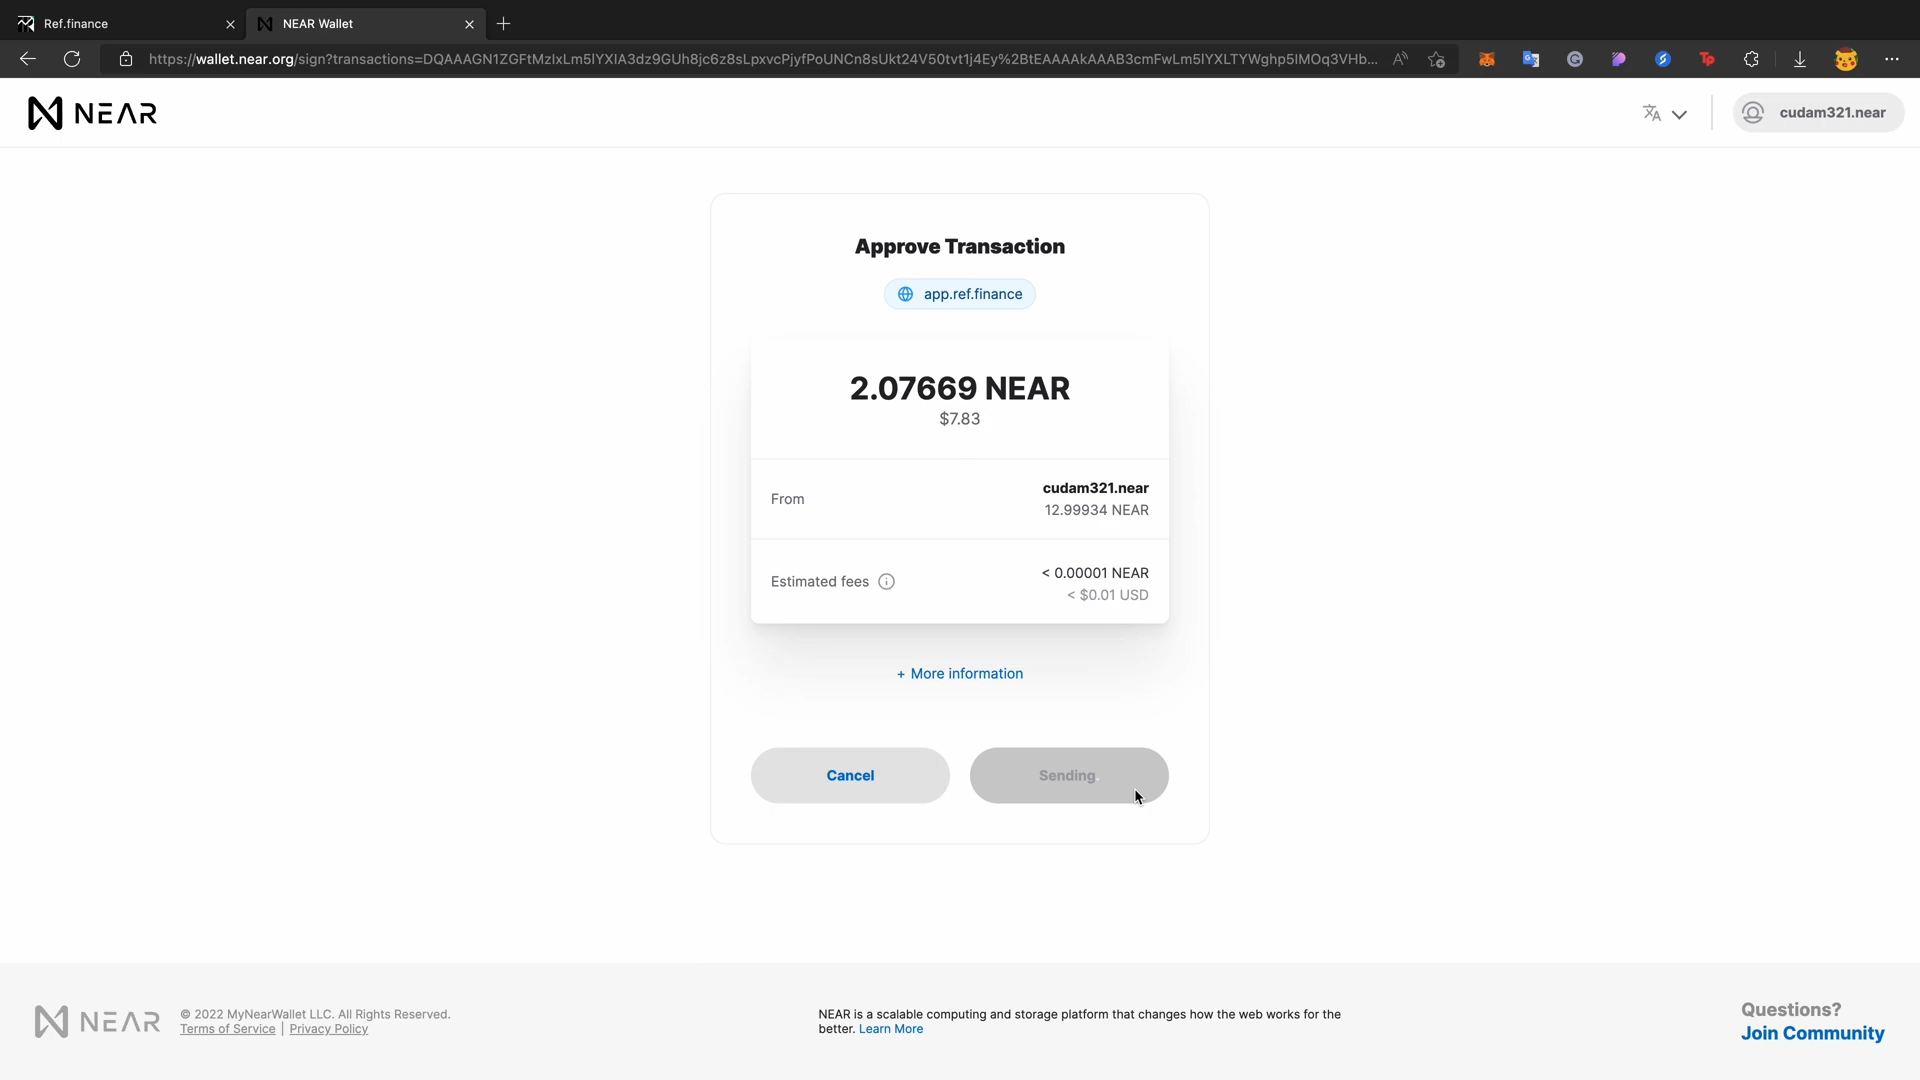 Ref.finance
NEAR Wallet
https://wallet.near.org/sign?transactions=DQAAAGN1ZGFtMzIxLm5lYXIA3dz9GUh8jc6z8sLpxvcPjyfPoUNCn8sUkt24V50tvt1j4Ey%2BtEAAAAkAAAB3cmFwLm5lYXLTYWghp5IMOq3VHb...
NEAR
cudam321.near
Approve Transaction
app.ref.finance
2.07669 NEAR
$7.83
From
cudam321.near
12.99934 NEAR
Estimated fees
< 0.00001 NEAR
< $0.01 USD
+ More information
Cancel
Sending.
NEAR
© 2022 MyNearWallet LLC. All Rights Reserved.
Terms of Service | Privacy Policy
NEAR is a scalable computing and storage platform that changes how the web works for the
better. Learn More
Questions?
Join Community